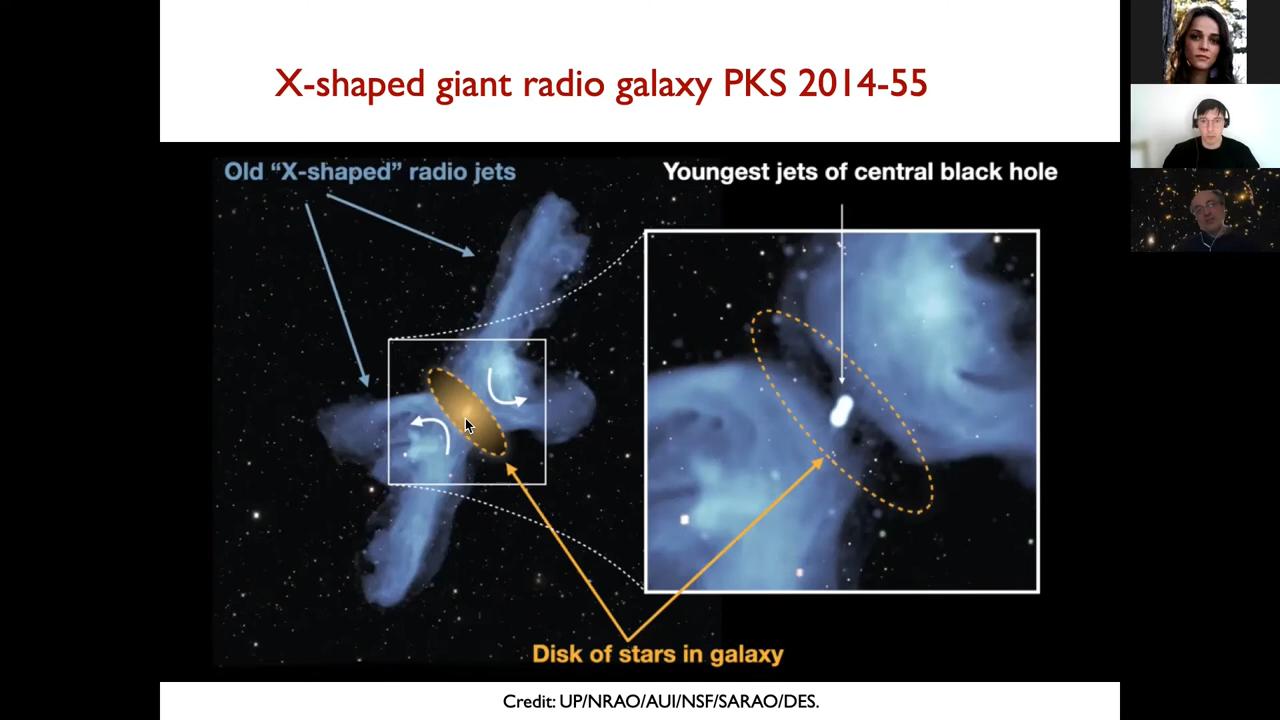 X-shaped giant radio galaxy PKS 2014-55
Old “X-shaped” radio jets
Youngest jets of central black hole
Disk of stars in galaxy
Credit: UP/NRAO/AUI/NSF/SARAO/DES.